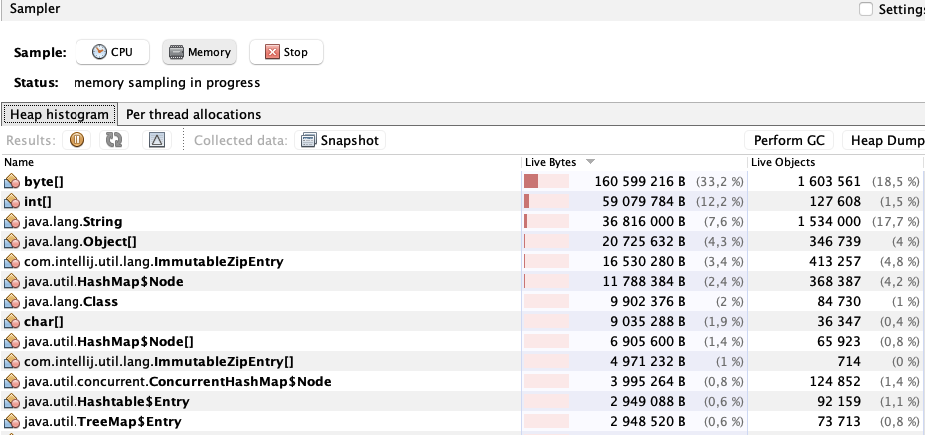 Sampler Settings
Sample: CPU Memory Stop
Status: memory sampling in progress
Heap histogram Per thread allocations
Results: Collected data: Snapshot Perform GC Heap Dump
Name Live Bytes Live Objects
byte[] 160 599 216 B (33,2 %) 1 603 561 (18,5 %)
int[] 59 079 784 B (12,2 %) 127 608 (1,5 %)
java.lang.String 36 816 000 B (7,6 %) 1 534 000 (17,7 %)
java.lang.Object[] 20 725 632 B (4,3 %) 346 739 (4 %)
com.intellij.util.lang.ImmutableZipEntry 16 530 280 B (3,4 %) 413 257 (4,8 %)
java.util.HashMap$Node 11 788 384 B (2,4 %) 368 387 (4,2 %)
java.lang.Class 9 902 376 B (2 %) 84 730 (1 %)
char[] 9 035 288 B (1,9 %) 36 347 (0,4 %)
java.util.HashMap$Node[] 6 905 600 B (1,4 %) 65 923 (0,8 %)
com.intellij.util.lang.ImmutableZipEntry[] 4 971 232 B (1 %) 714 (0 %)
java.util.concurrent.ConcurrentHashMap$Node 3 995 264 B (0,8 %) 124 852 (1,4 %)
java.util.Hashtable$Entry 2 949 088 B (0,6 %) 92 159 (1,1 %)
java.util.TreeMap$Entry 2 948 520 B (0,6 %) 73 713 (0,8 %)